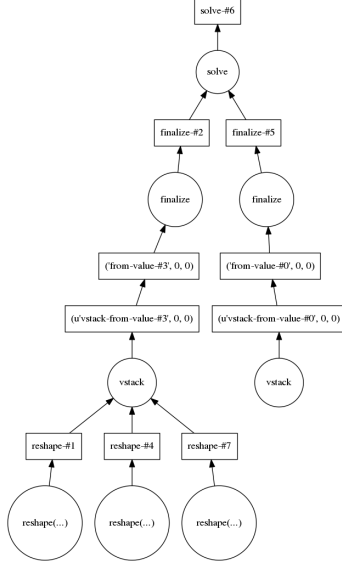 solve-#6
solve
finalize-#2
finalize-#5
finalize
finalize
('from-value-#3', 0, 0)
('from-value-#0', 0, 0)
(u'vstack-from-value-#3', 0, 0)
(u'vstack-from-value-#0', 0, 0)
vstack
vstack
reshape-#1
reshape-#4
reshape-#7
reshape(...)
reshape(...)
reshape(...)